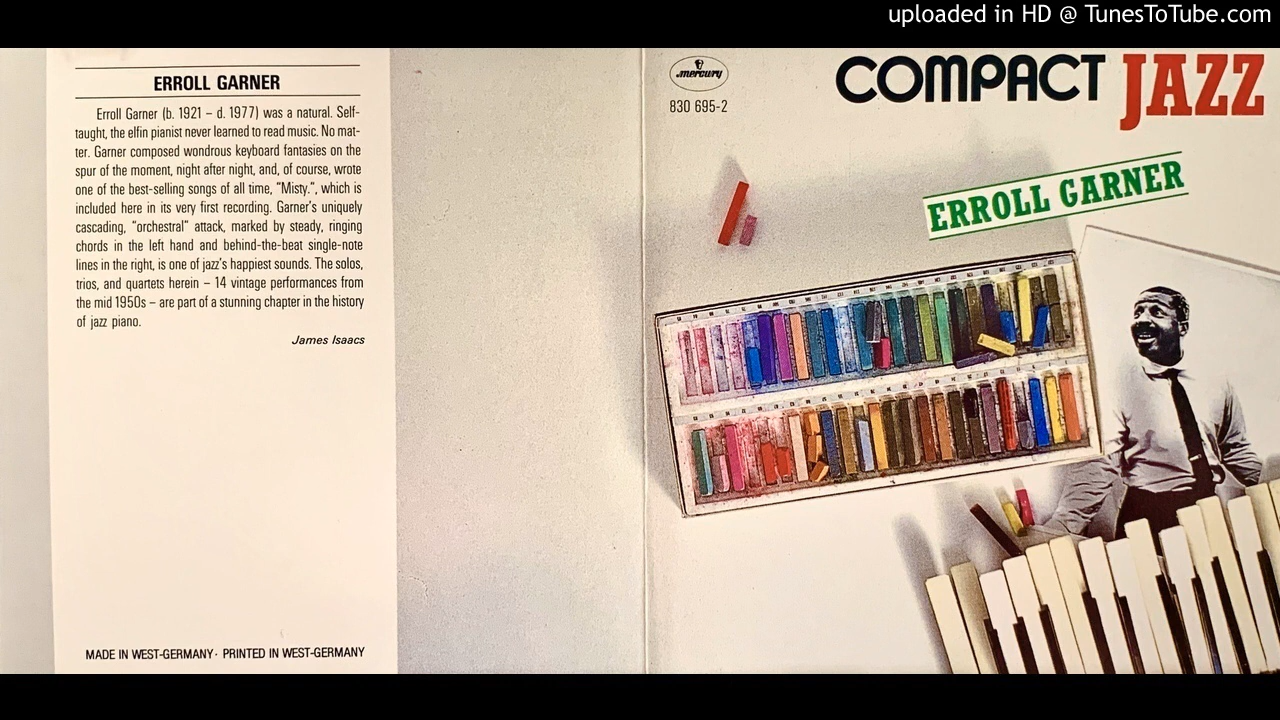 uploaded in HD @ TunesToTube.com
ERROLL GARNER
Erroll Garner (b. 1921 – d. 1977) was a natural. Self-
taught, the elfin pianist never learned to read music. No mat-
ter. Garner composed wondrous keyboard fantasies on the
spur of the moment, night after night, and, of course, wrote
one of the best-selling songs of all time, "Misty.", which is
included here in its very first recording. Garner's uniquely
cascading, "orchestral" attack, marked by steady, ringing
chords in the left hand and behind-the-beat single-note
lines in the right, is one of jazz's happiest sounds. The solos,
trios, and quartets herein – 14 vintage performances from
the mid 1950s – are part of a stunning chapter in the history
of jazz piano.
James Isaacs
MADE IN WEST-GERMANY · PRINTED IN WEST-GERMANY
mercury
830 695-2
COMPACT JAZZ
ERROLL GARNER